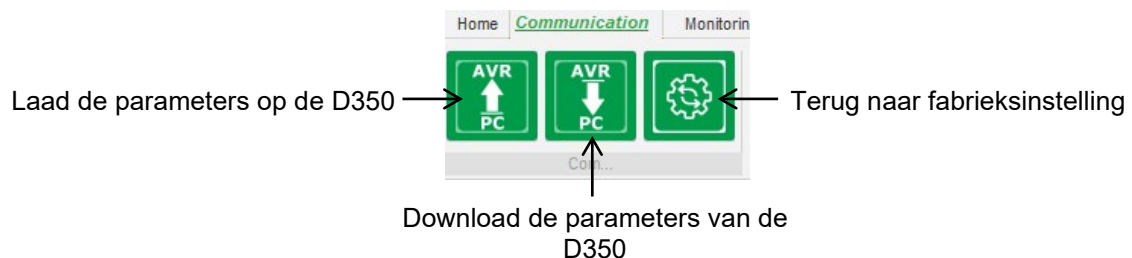 Home Communication Monitorin
AVR
PC
AVR
PC
Com...
Laad de parameters op de D350
Terug naar fabrieksinstelling
Download de parameters van de
D350